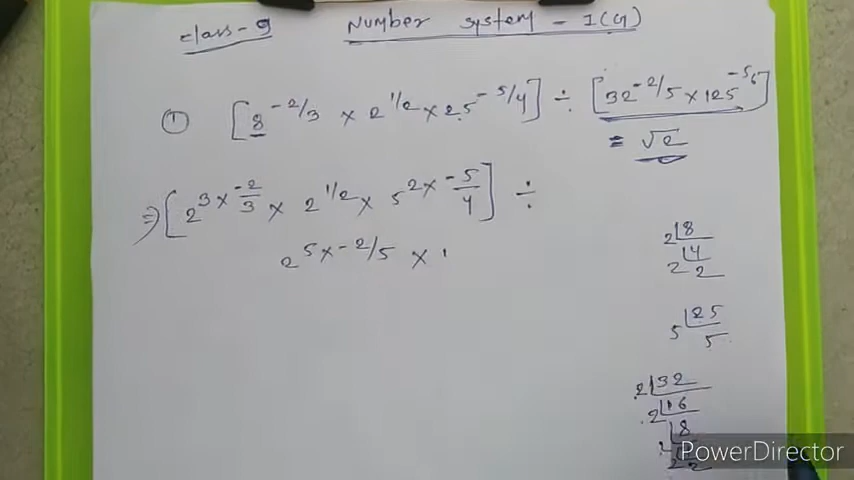 class-9 Number system - 1(G)
① [8^-2/3 × 2^1/2 × 25^-5/4] ÷ [32^-2/5 × 125^-5/6]
= √2
⇒ [2^3×-2/3 × 2^1/2 × 5^2×-5/4] ÷
2^5×-2/5 ×
2|8
2|4
2
5|25
5
2|32
2|16
2|8
PowerDirector